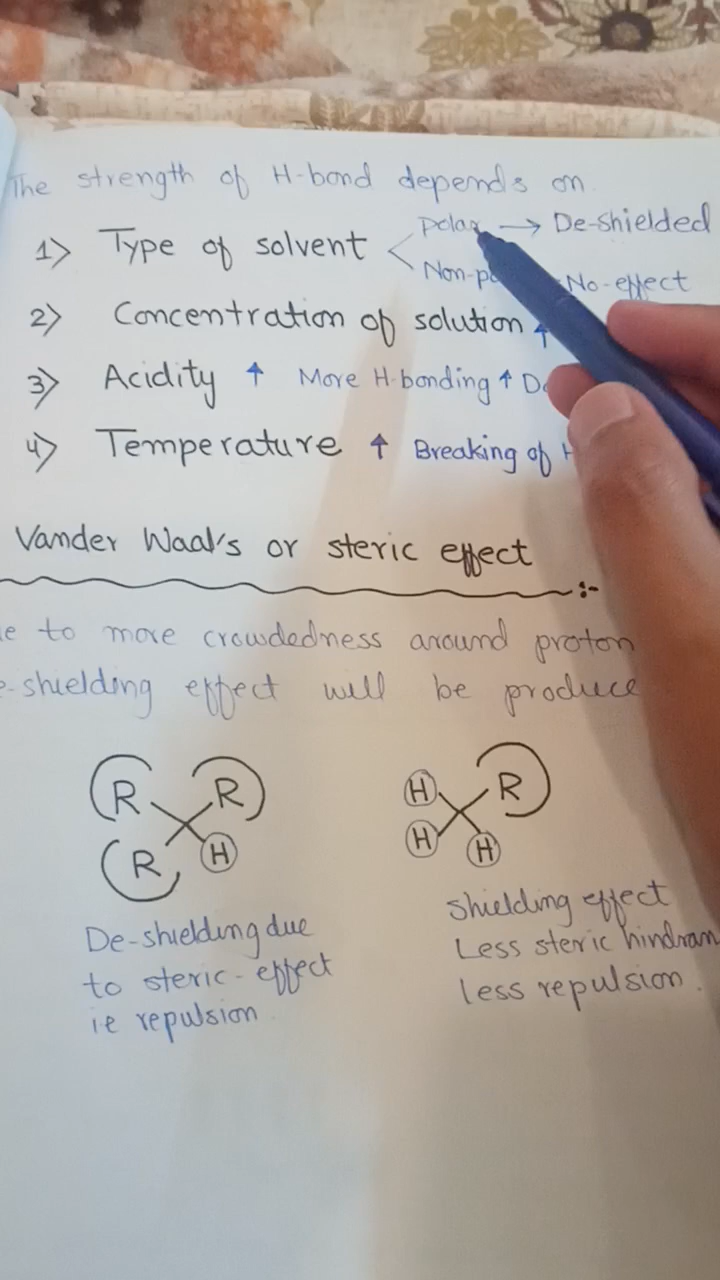 The strength of H-bond depends on
1) Type of solvent < Polar → De-shielded
Non- No-effect
2) Concentration of solution ↑
3) Acidity ↑ More H-bonding ↑
4) Temperature ↑ Breaking of
Vander Waal's or steric effect :-
to more crowdedness around proton
e-shielding effect will be produce
R R
R H
H R
H H
De-shielding due
to steric-effect
i.e repulsion
Shielding effect
Less steric hindran
less repulsion.